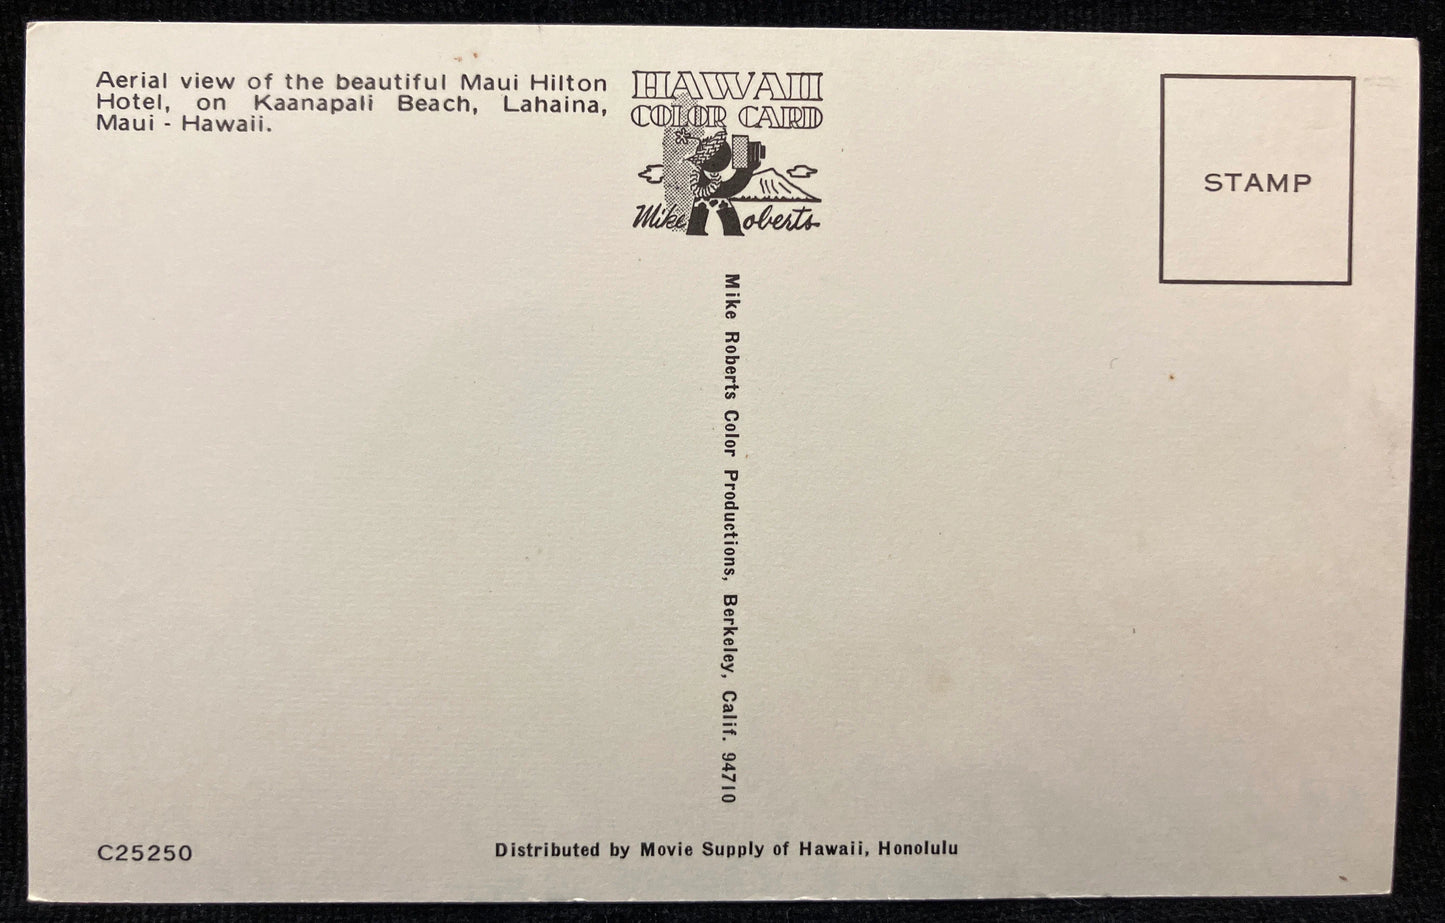 Aerial view of the beautiful Maui Hilton
Hotel, on Kaanapali Beach, Lahaina,
Maui - Hawaii.
HAWAII
COLOR CARD
Mike Roberts
STAMP
Mike Roberts Color Productions, Berkeley, Calif. 94710
C25250
Distributed by Movie Supply of Hawaii, Honolulu